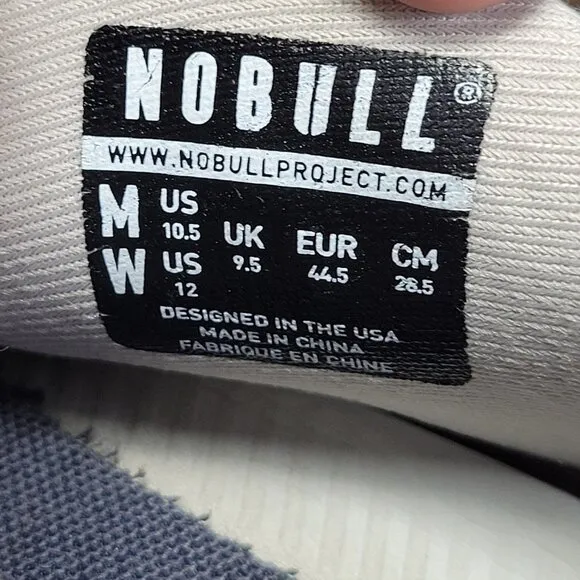 NOBULL®
WWW.NOBULLPROJECT.COM
M US 10.5 UK 9.5 EUR 44.5 CM 28.5
W US 12
DESIGNED IN THE USA
MADE IN CHINA
FABRIQUE EN CHINE